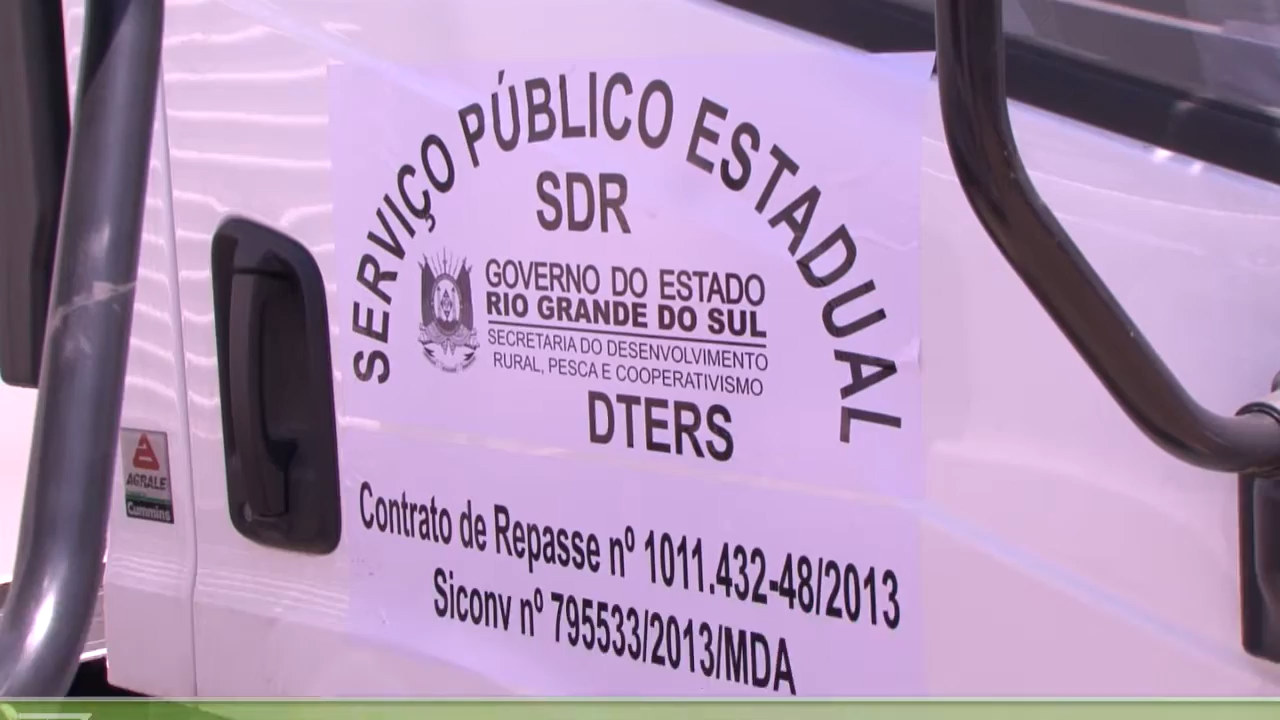 SERVIÇO PÚBLICO ESTADUAL
SDR
GOVERNO DO ESTADO
RIO GRANDE DO SUL
SECRETARIA DO DESENVOLVIMENTO
RURAL, PESCA E COOPERATIVISMO
DTERS
AGRALE
Cummins
Contrato de Repasse nº 1011.432-48/2013
Siconv nº 795533/2013/MDA